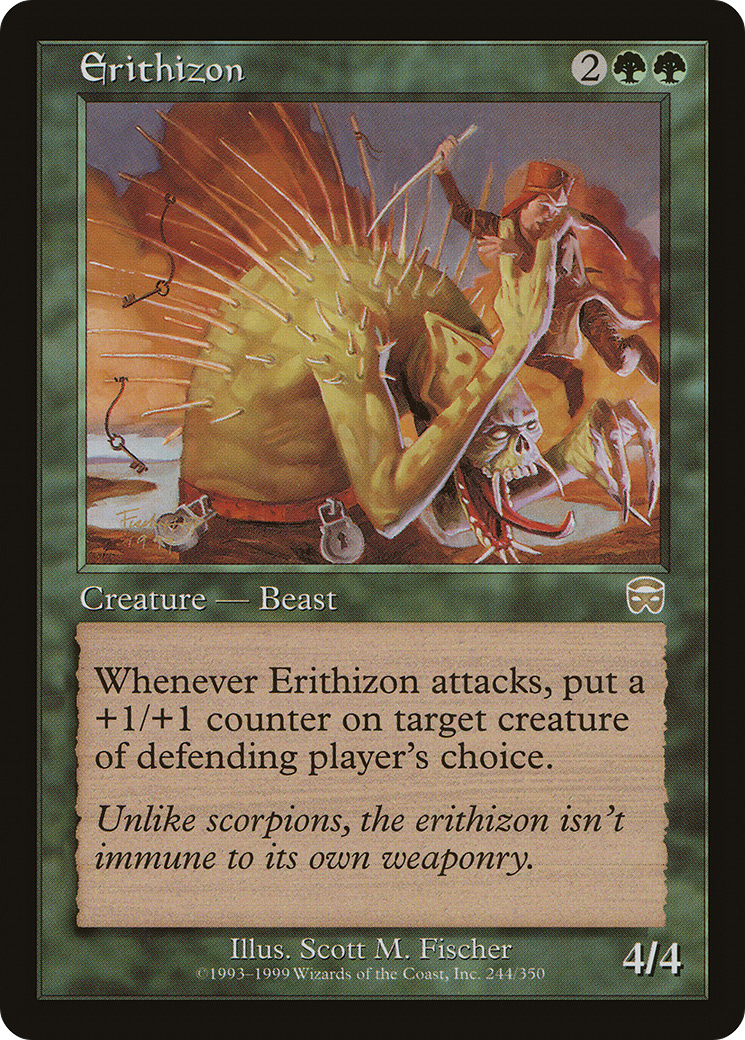 Erithizon 2
Creature — Beast
Whenever Erithizon attacks, put a
+1/+1 counter on target creature
of defending player's choice.
Unlike scorpions, the erithizon isn't
immune to its own weaponry.
Illus. Scott M. Fischer
©1993–1999 Wizards of the Coast, Inc. 244/350
4/4